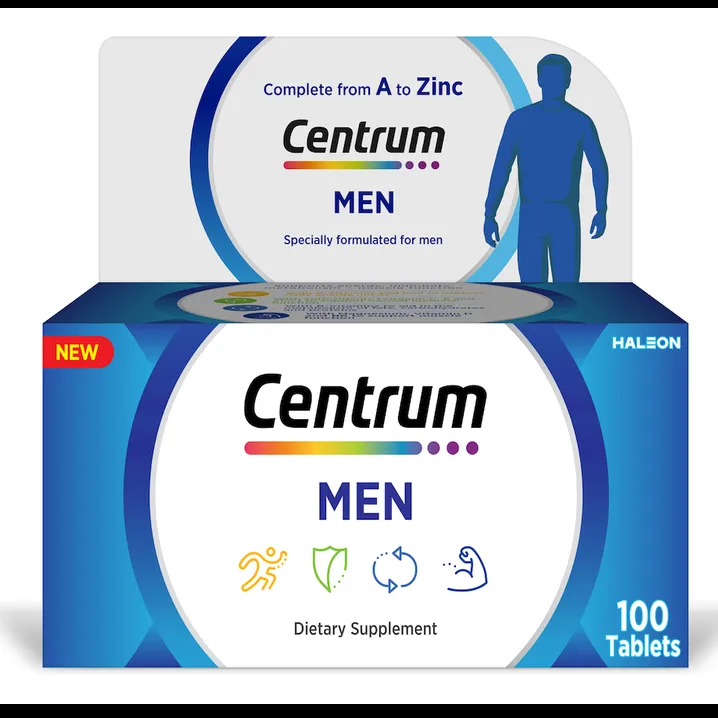 Complete from A to Zinc
Centrum
MEN
Specially formulated for men
NEW
HALEON
Centrum
MEN
Dietary Supplement
100
Tablets